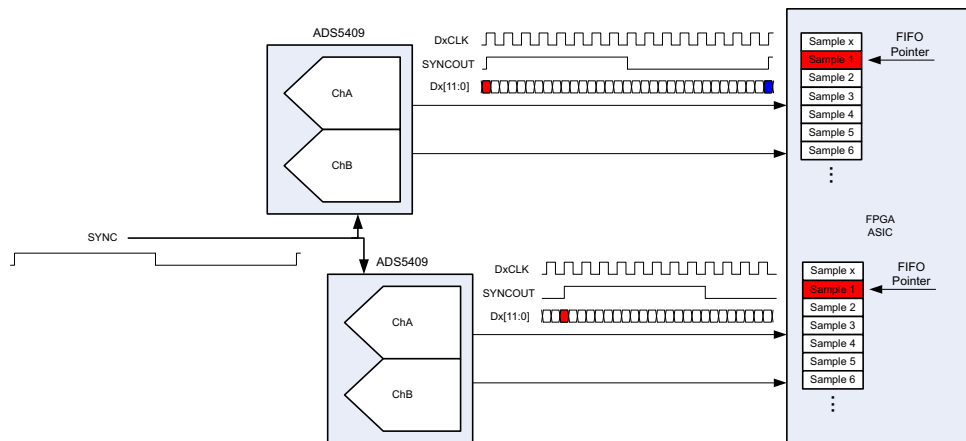 ADS5409
DxCLK
SYNCOUT
Dx[11:0]
ChA
ChB
Sample x
Sample 1
Sample 2
Sample 3
Sample 4
Sample 5
Sample 6
FIFO
Pointer
SYNC
FPGA
ASIC
ADS5409
DxCLK
SYNCOUT
Dx[11:0]
ChA
ChB
Sample x
Sample 1
Sample 2
Sample 3
Sample 4
Sample 5
Sample 6
FIFO
Pointer